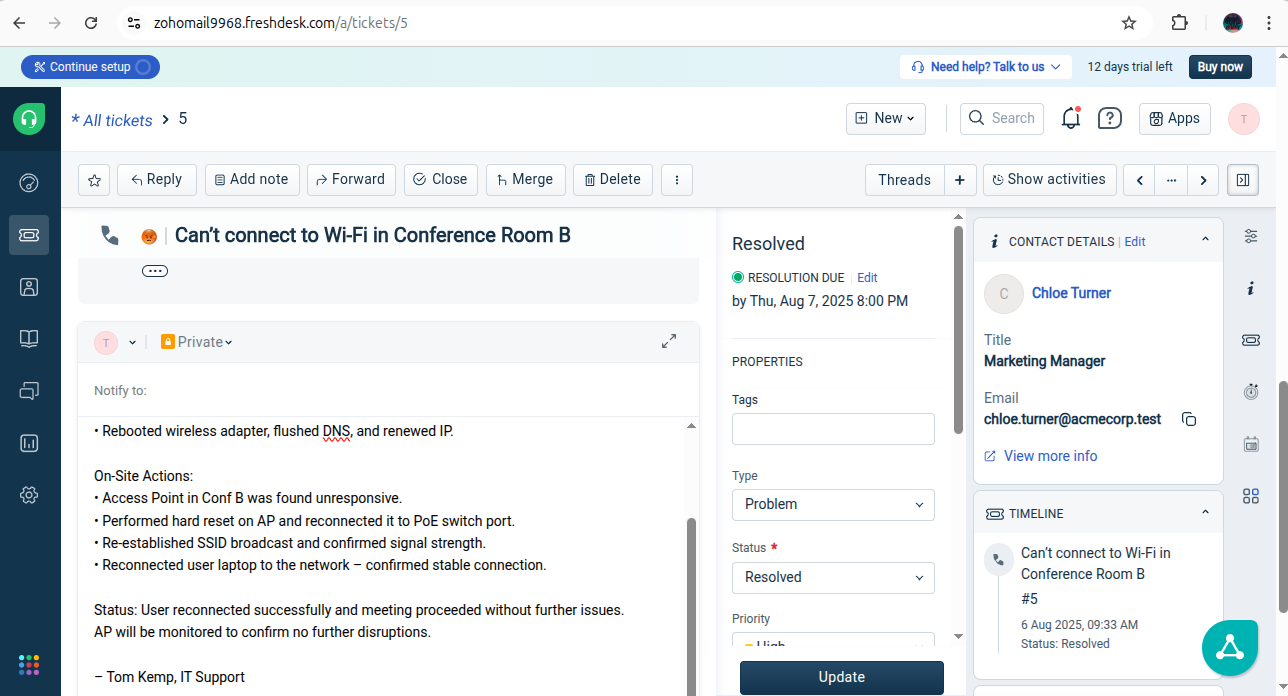 zohomail9968.freshdesk.com/a/tickets/5
Continue setup
Need help? Talk to us
12 days trial left
Buy now
* All tickets > 5
New
Search
Apps
T
Reply
Add note
Forward
Close
Merge
Delete
Threads
Show activities
Can't connect to Wi-Fi in Conference Room B
T
Private
Notify to:
• Rebooted wireless adapter, flushed DNS, and renewed IP.
On-Site Actions:
• Access Point in Conf B was found unresponsive.
• Performed hard reset on AP and reconnected it to PoE switch port.
• Re-established SSID broadcast and confirmed signal strength.
• Reconnected user laptop to the network – confirmed stable connection.
Status: User reconnected successfully and meeting proceeded without further issues.
AP will be monitored to confirm no further disruptions.
– Tom Kemp, IT Support
Resolved
RESOLUTION DUE | Edit
by Thu, Aug 7, 2025 8:00 PM
PROPERTIES
Tags
Type
Problem
Status *
Resolved
Priority
High
Update
CONTACT DETAILS | Edit
C
Chloe Turner
Title
Marketing Manager
Email
chloe.turner@acmecorp.test
View more info
TIMELINE
Can't connect to Wi-Fi in
Conference Room B
#5
6 Aug 2025, 09:33 AM
Status: Resolved